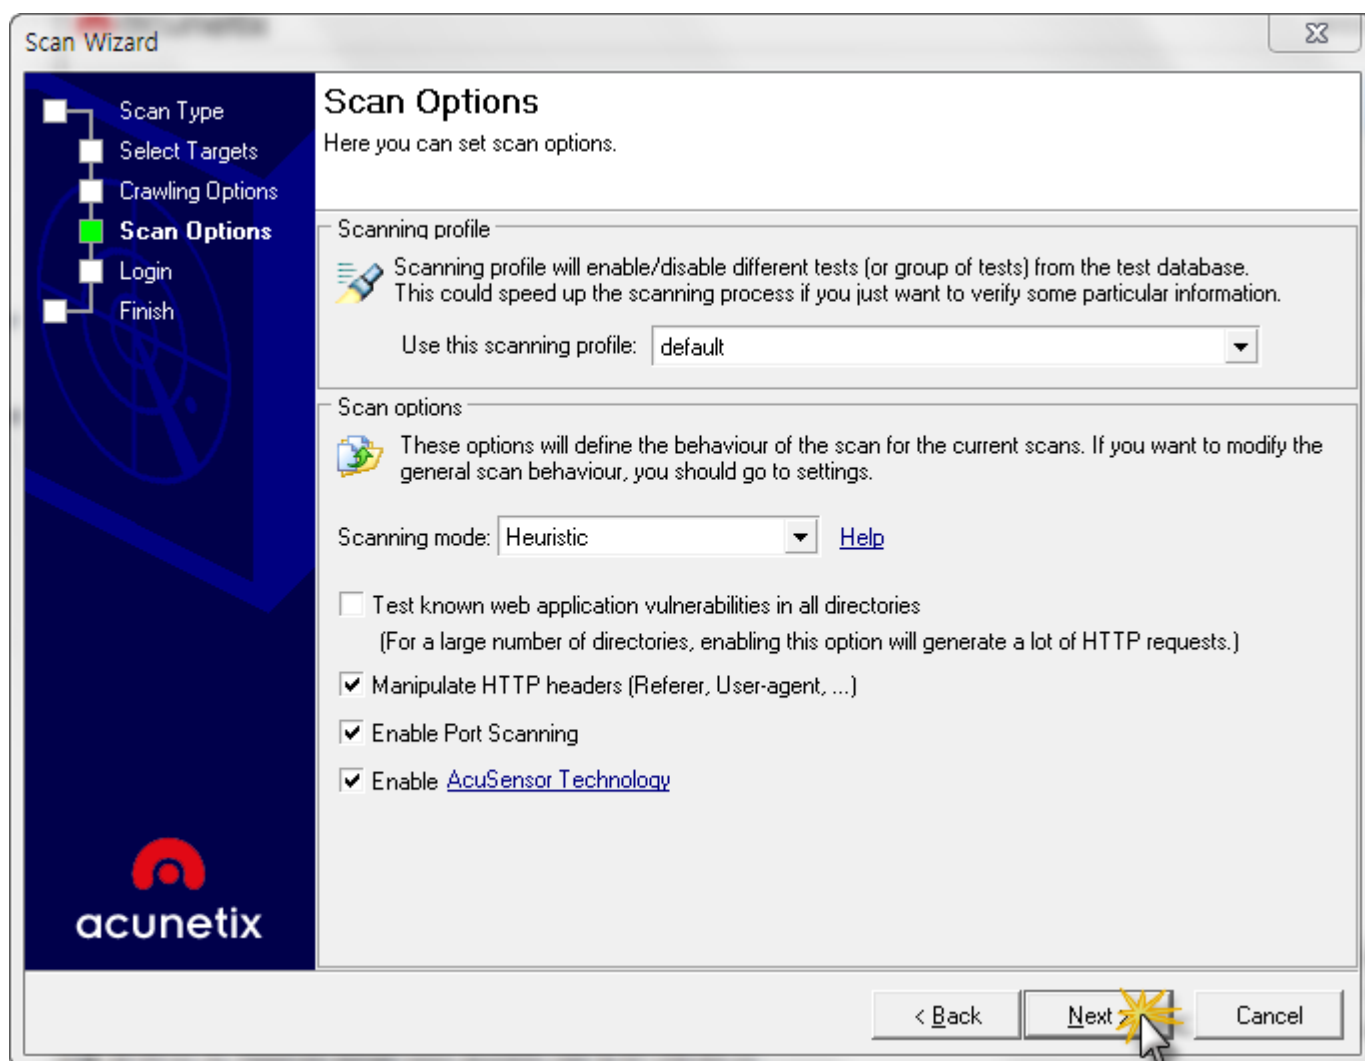 Scan Wizard
Scan Type
Select Targets
Crawling Options
Scan Options
Login
Finish
acunetix
Scan Options
Here you can set scan options.
Scanning profile
Scanning profile will enable/disable different tests (or group of tests) from the test database.
This could speed up the scanning process if you just want to verify some particular information.
Use this scanning profile: default
Scan options
These options will define the behaviour of the scan for the current scans. If you want to modify the
general scan behaviour, you should go to settings.
Scanning mode: Heuristic Help
Test known web application vulnerabilities in all directories
(For a large number of directories, enabling this option will generate a lot of HTTP requests.)
Manipulate HTTP headers (Referer, User-agent, ...)
Enable Port Scanning
Enable AcuSensor Technology
< Back Next > Cancel